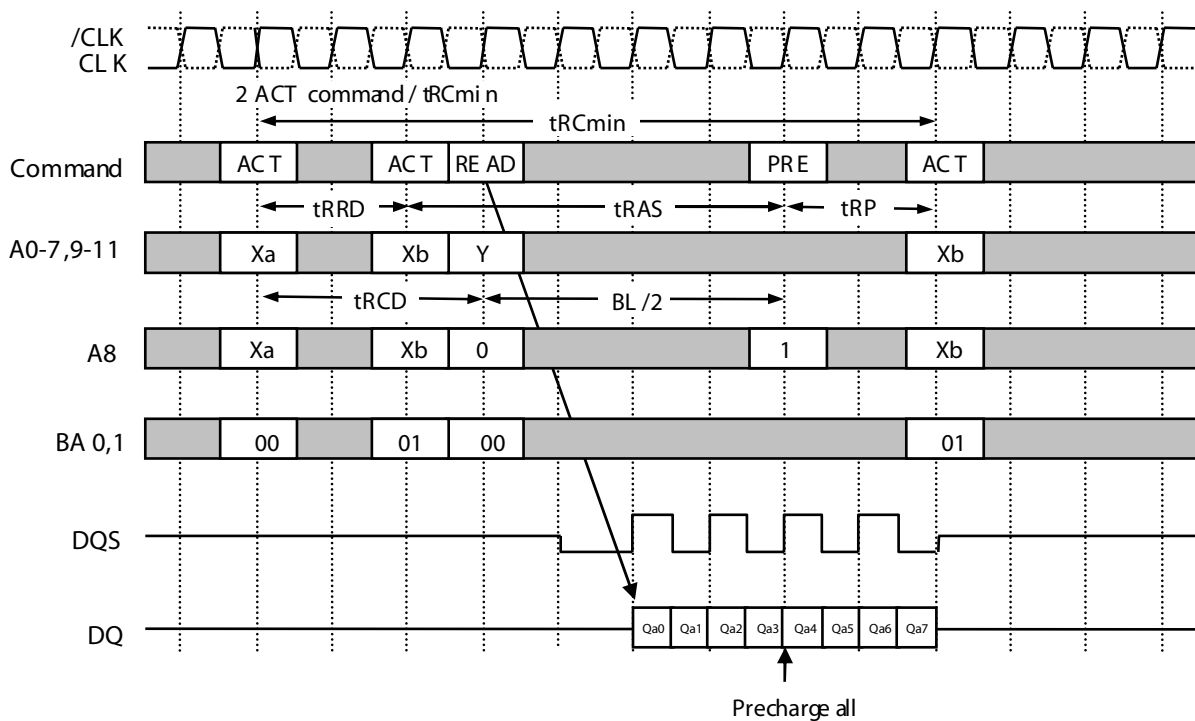 /CLK
CLK
2 ACT command / tRCmin
tRCmin
Command ACT ACT READ PRE ACT
tRRD tRAS tRP
A0-7,9-11 Xa Xb Y Xb
tRCD BL /2
A8 Xa Xb 0 1 Xb
BA 0,1 00 01 00 01
DQS
DQ Qa0 Qa1 Qa2 Qa3 Qa4 Qa5 Qa6 Qa7
Precharge all